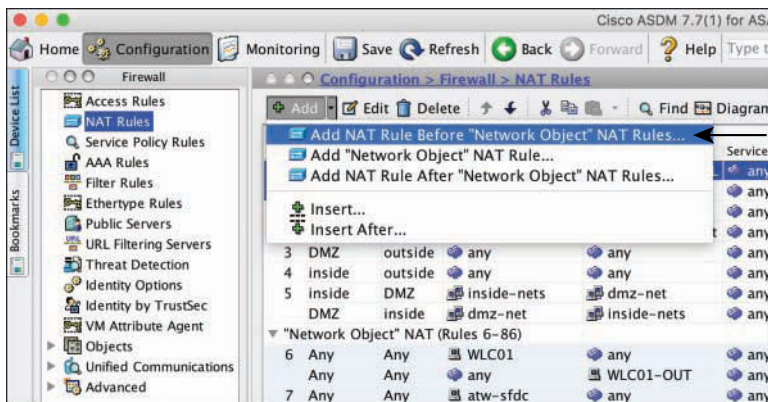 Cisco ASDM 7.7(1) for ASA
Home Configuration Monitoring Save Refresh Back Forward Help Type t
Device List
Bookmarks
Firewall
Access Rules
NAT Rules
Service Policy Rules
AAA Rules
Filter Rules
Ethertype Rules
Public Servers
URL Filtering Servers
Threat Detection
Identity Options
Identity by TrustSec
VM Attribute Agent
Objects
Unified Communications
Advanced
Configuration > Firewall > NAT Rules
Add Edit Delete Find Diagram
Add NAT Rule Before "Network Object" NAT Rules...
Add "Network Object" NAT Rule...
Add NAT Rule After "Network Object" NAT Rules...
Insert...
Insert After...
Service
any
any
any
any
3 DMZ outside any any any
4 inside outside any any any
5 inside DMZ inside-nets dmz-net any
DMZ inside dmz-net inside-nets any
"Network Object" NAT (Rules 6-86)
6 Any Any WLC01 any any
Any Any any WLC01-OUT any
7 Any Any atw-sfdc any any